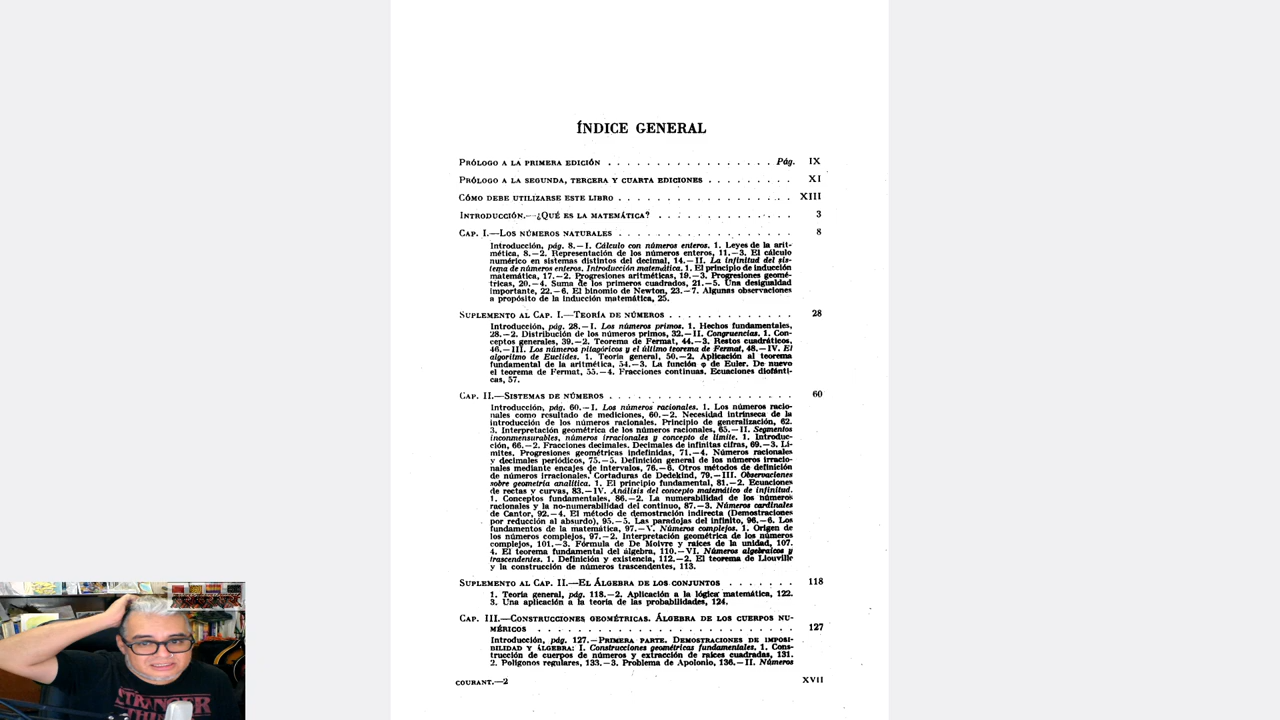 ÍNDICE GENERAL
PRÓLOGO A LA PRIMERA EDICIÓN . . . . . . . . . . . . . . . . . Pág. IX
PRÓLOGO A LA SEGUNDA, TERCERA Y CUARTA EDICIONES . . . . . . . . XI
CÓMO DEBE UTILIZARSE ESTE LIBRO . . . . . . . . . . . . . . . . XIII
INTRODUCCIÓN.—¿QUÉ ES LA MATEMÁTICA? . . . . . . . . . . . . 3
CAP. I.—LOS NÚMEROS NATURALES . . . . . . . . . . . . . . . . 8
Introducción, pág. 8.—I. Cálculo con números enteros. 1. Leyes de la arit-
mética, 8.—2. Representación de los números enteros, 11.—3. El cálculo
numérico en sistemas distintos del decimal, 14.—II. La infinitud del sis-
tema de números enteros. Introducción matemática. 1. El principio de inducción
matemática, 17.—2. Progresiones aritméticas, 19.—3. Progresiones geomé-
tricas, 20.—4. Suma de los primeros cuadrados, 21.—5. Una desigualdad
importante, 22.—6. El binomio de Newton, 23.—7. Algunas observaciones
a propósito de la inducción matemática, 25.
SUPLEMENTO AL CAP. I.—TEORÍA DE NÚMEROS . . . . . . . . . . . 28
Introducción, pág. 28.—I. Los números primos. 1. Hechos fundamentales,
28.—2. Distribución de los números primos, 32.—II. Congruencias. 1. Con-
ceptos generales, 39.—2. Teorema de Fermat, 44.—3. Restos cuadráticos,
46.—III. Los números pitagóricos y el último teorema de Fermat, 48.—IV. El
algoritmo de Euclides. 1. Teoría general, 50.—2. Aplicación al teorema
fundamental de la aritmética, 54.—3. La función φ de Euler. De nuevo
el teorema de Fermat, 55.—4. Fracciones continuas. Ecuaciones diofánti-
cas, 57.
CAP. II.—SISTEMAS DE NÚMEROS . . . . . . . . . . . . . . . . 60
Introducción, pág. 60.—I. Los números racionales. 1. Los números racio-
nales como resultado de mediciones, 60.—2. Necesidad intrínseca de la
introducción de los números racionales. Principio de generalización, 62.
3. Interpretación geométrica de los números racionales, 65.—II. Segmentos
inconmensurables, números irracionales y concepto de límite. 1. Introduc-
ción, 66.—2. Fracciones decimales. Decimales de infinitas cifras, 69.—3. Lí-
mites. Progresiones geométricas indefinidas, 71.—4. Números racionales
y decimales periódicos, 75.—5. Definición general de los números irracio-
nales mediante encajes de intervalos, 76.—6. Otros métodos de definición
de números irracionales. Cortaduras de Dedekind, 79.—III. Observaciones
sobre geometría analítica. 1. El principio fundamental, 81.—2. Ecuaciones
de rectas y curvas, 83.—IV. Análisis del concepto matemático de infinitud.
1. Conceptos fundamentales, 86.—2. La numerabilidad de los números
racionales y la no-numerabilidad del continuo, 87.—3. Números cardinales
de Cantor, 92.—4. El método de demostración indirecta (Demostraciones
por reducción al absurdo), 95.—5. Las paradojas del infinito, 96.—6. Los
fundamentos de la matemática, 97.—V. Números complejos. 1. Origen de
los números complejos, 97.—2. Interpretación geométrica de los números
complejos, 101.—3. Fórmula de De Moivre y raíces de la unidad, 107.
4. El teorema fundamental del álgebra, 110.—VI. Números algebraicos y
trascendentes. 1. Definición y existencia, 112.—2. El teorema de Liouville
y la construcción de números trascendentes, 113.
SUPLEMENTO AL CAP. II.—EL ÁLGEBRA DE LOS CONJUNTOS . . . . . . . 118
1. Teoría general, pág. 118.—2. Aplicación a la lógica matemática, 122.
3. Una aplicación a la teoría de las probabilidades, 124.
CAP. III.—CONSTRUCCIONES GEOMÉTRICAS. ÁLGEBRA DE LOS CUERPOS NU-
MÉRICOS . . . . . . . . . . . . . . . . . . . . . . 127
Introducción, pág. 127.—PRIMERA PARTE. DEMOSTRACIONES DE IMPOSI-
BILIDAD Y ÁLGEBRA: I. Construcciones geométricas fundamentales. 1. Cons-
trucción de cuerpos de números y extracción de raíces cuadradas, 131.
2. Polígonos regulares, 133.—3. Problema de Apolonio, 136.—II. Números
COURANT.—2 XVII
STRANGER